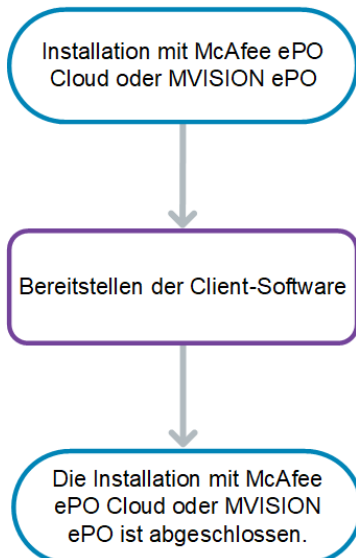 Installation mit McAfee ePO
Cloud oder MVISION ePO
Bereitstellen der Client-Software
Die Installation mit McAfee
ePO Cloud oder MVISION
ePO ist abgeschlossen.